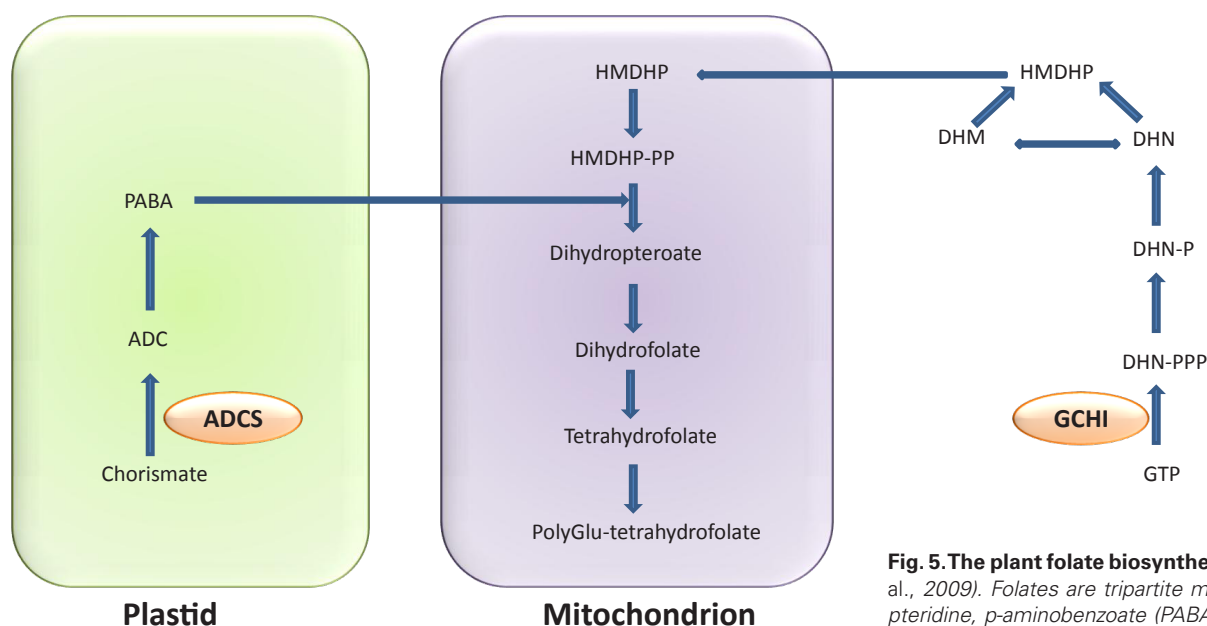 PABA
ADC
ADCS
Chorismate
Plastid
HMDHP
HMDHP-PP
Dihydropteroate
Dihydrofolate
Tetrahydrofolate
PolyGlu-tetrahydrofolate
Mitochondrion
HMDHP
DHM
DHN
DHN-P
DHN-PPP
GCHI
GTP
Fig. 5. The plant folate biosynthe
al., 2009). Folates are tripartite m
pteridine, p-aminobenzoate (PABA